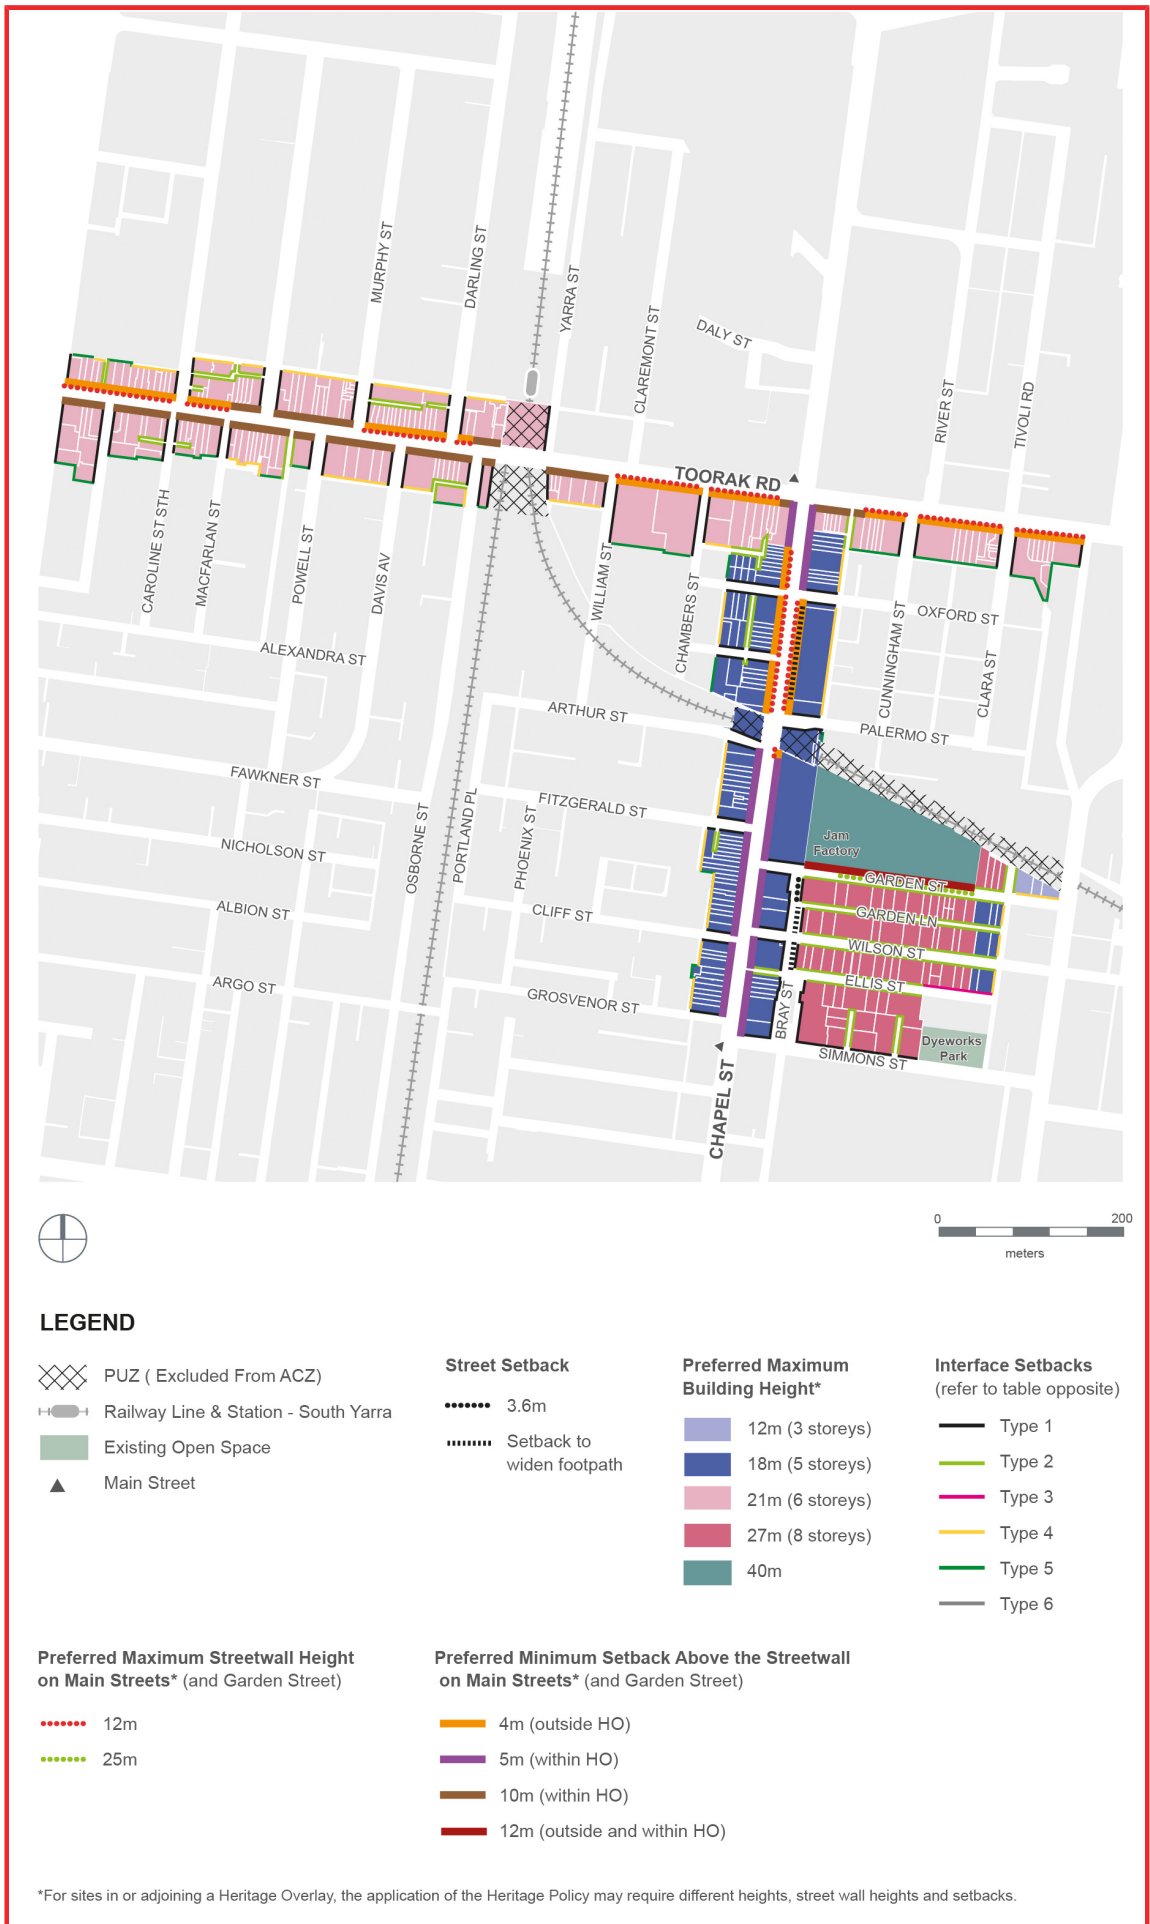 MURPHY ST
DARLING ST
YARRA ST
CLAREMONT ST
DALY ST
RIVER ST
TIVOLI RD
TOORAK RD
CAROLINE ST STH
MACFARLAN ST
POWELL ST
DAVIS AV
WILLIAM ST
CHAMBERS ST
OXFORD ST
CUNNINGHAM ST
CLARA ST
ALEXANDRA ST
ARTHUR ST
PALERMO ST
FAWKNER ST
FITZGERALD ST
OSBORNE ST
PORTLAND PL
PHOENIX ST
Jam
Factory
NICHOLSON ST
GARDEN ST
GARDEN LN
ALBION ST
CLIFF ST
WILSON ST
ARGO ST
GROSVENOR ST
ELLIS ST
BRAY ST
Dyeworks
Park
SIMMONS ST
CHAPEL ST
0 200
meters
LEGEND
PUZ ( Excluded From ACZ)
Railway Line & Station - South Yarra
Existing Open Space
Main Street
Street Setback
3.6m
Setback to
widen footpath
Preferred Maximum
Building Height*
12m (3 storeys)
18m (5 storeys)
21m (6 storeys)
27m (8 storeys)
40m
Interface Setbacks
(refer to table opposite)
Type 1
Type 2
Type 3
Type 4
Type 5
Type 6
Preferred Maximum Streetwall Height
on Main Streets* (and Garden Street)
12m
25m
Preferred Minimum Setback Above the Streetwall
on Main Streets* (and Garden Street)
4m (outside HO)
5m (within HO)
10m (within HO)
12m (outside and within HO)
*For sites in or adjoining a Heritage Overlay, the application of the Heritage Policy may require different heights, street wall heights and setbacks.